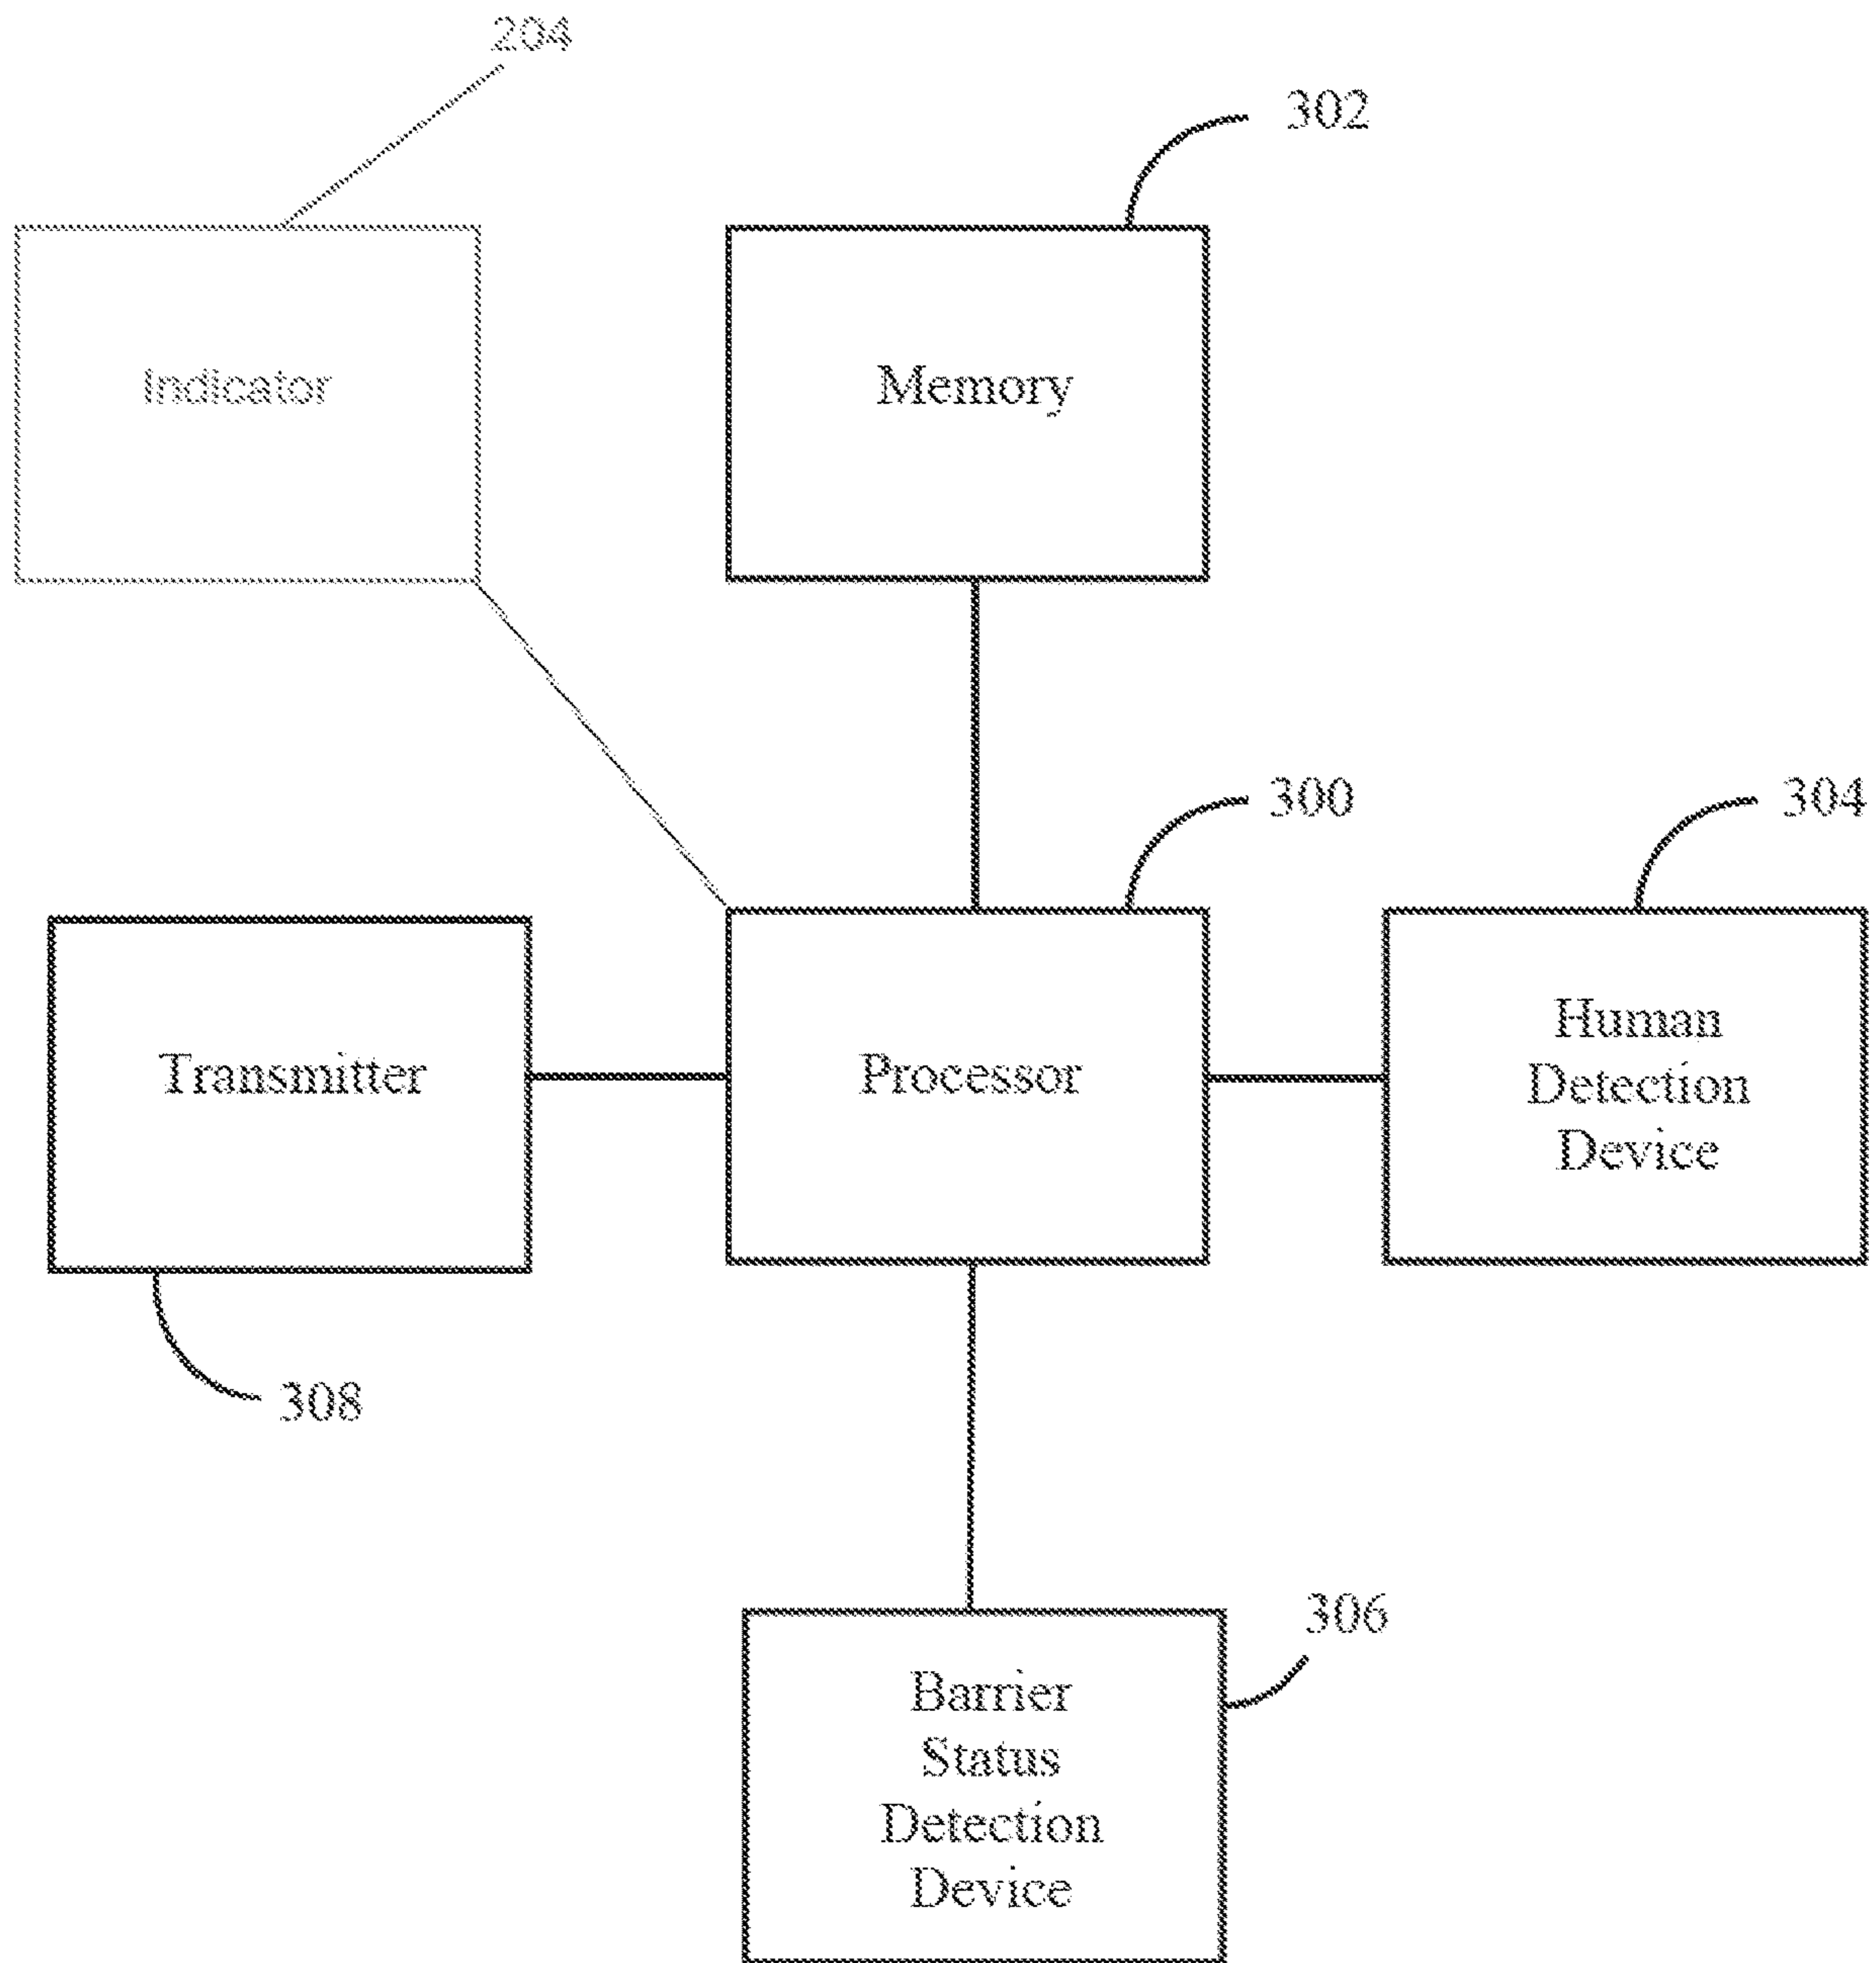 204
302
Indicator
Memory
300
304
Transmitter
Processor
Human
Detection
Device
308
306
Barrier
Status
Detection
Device